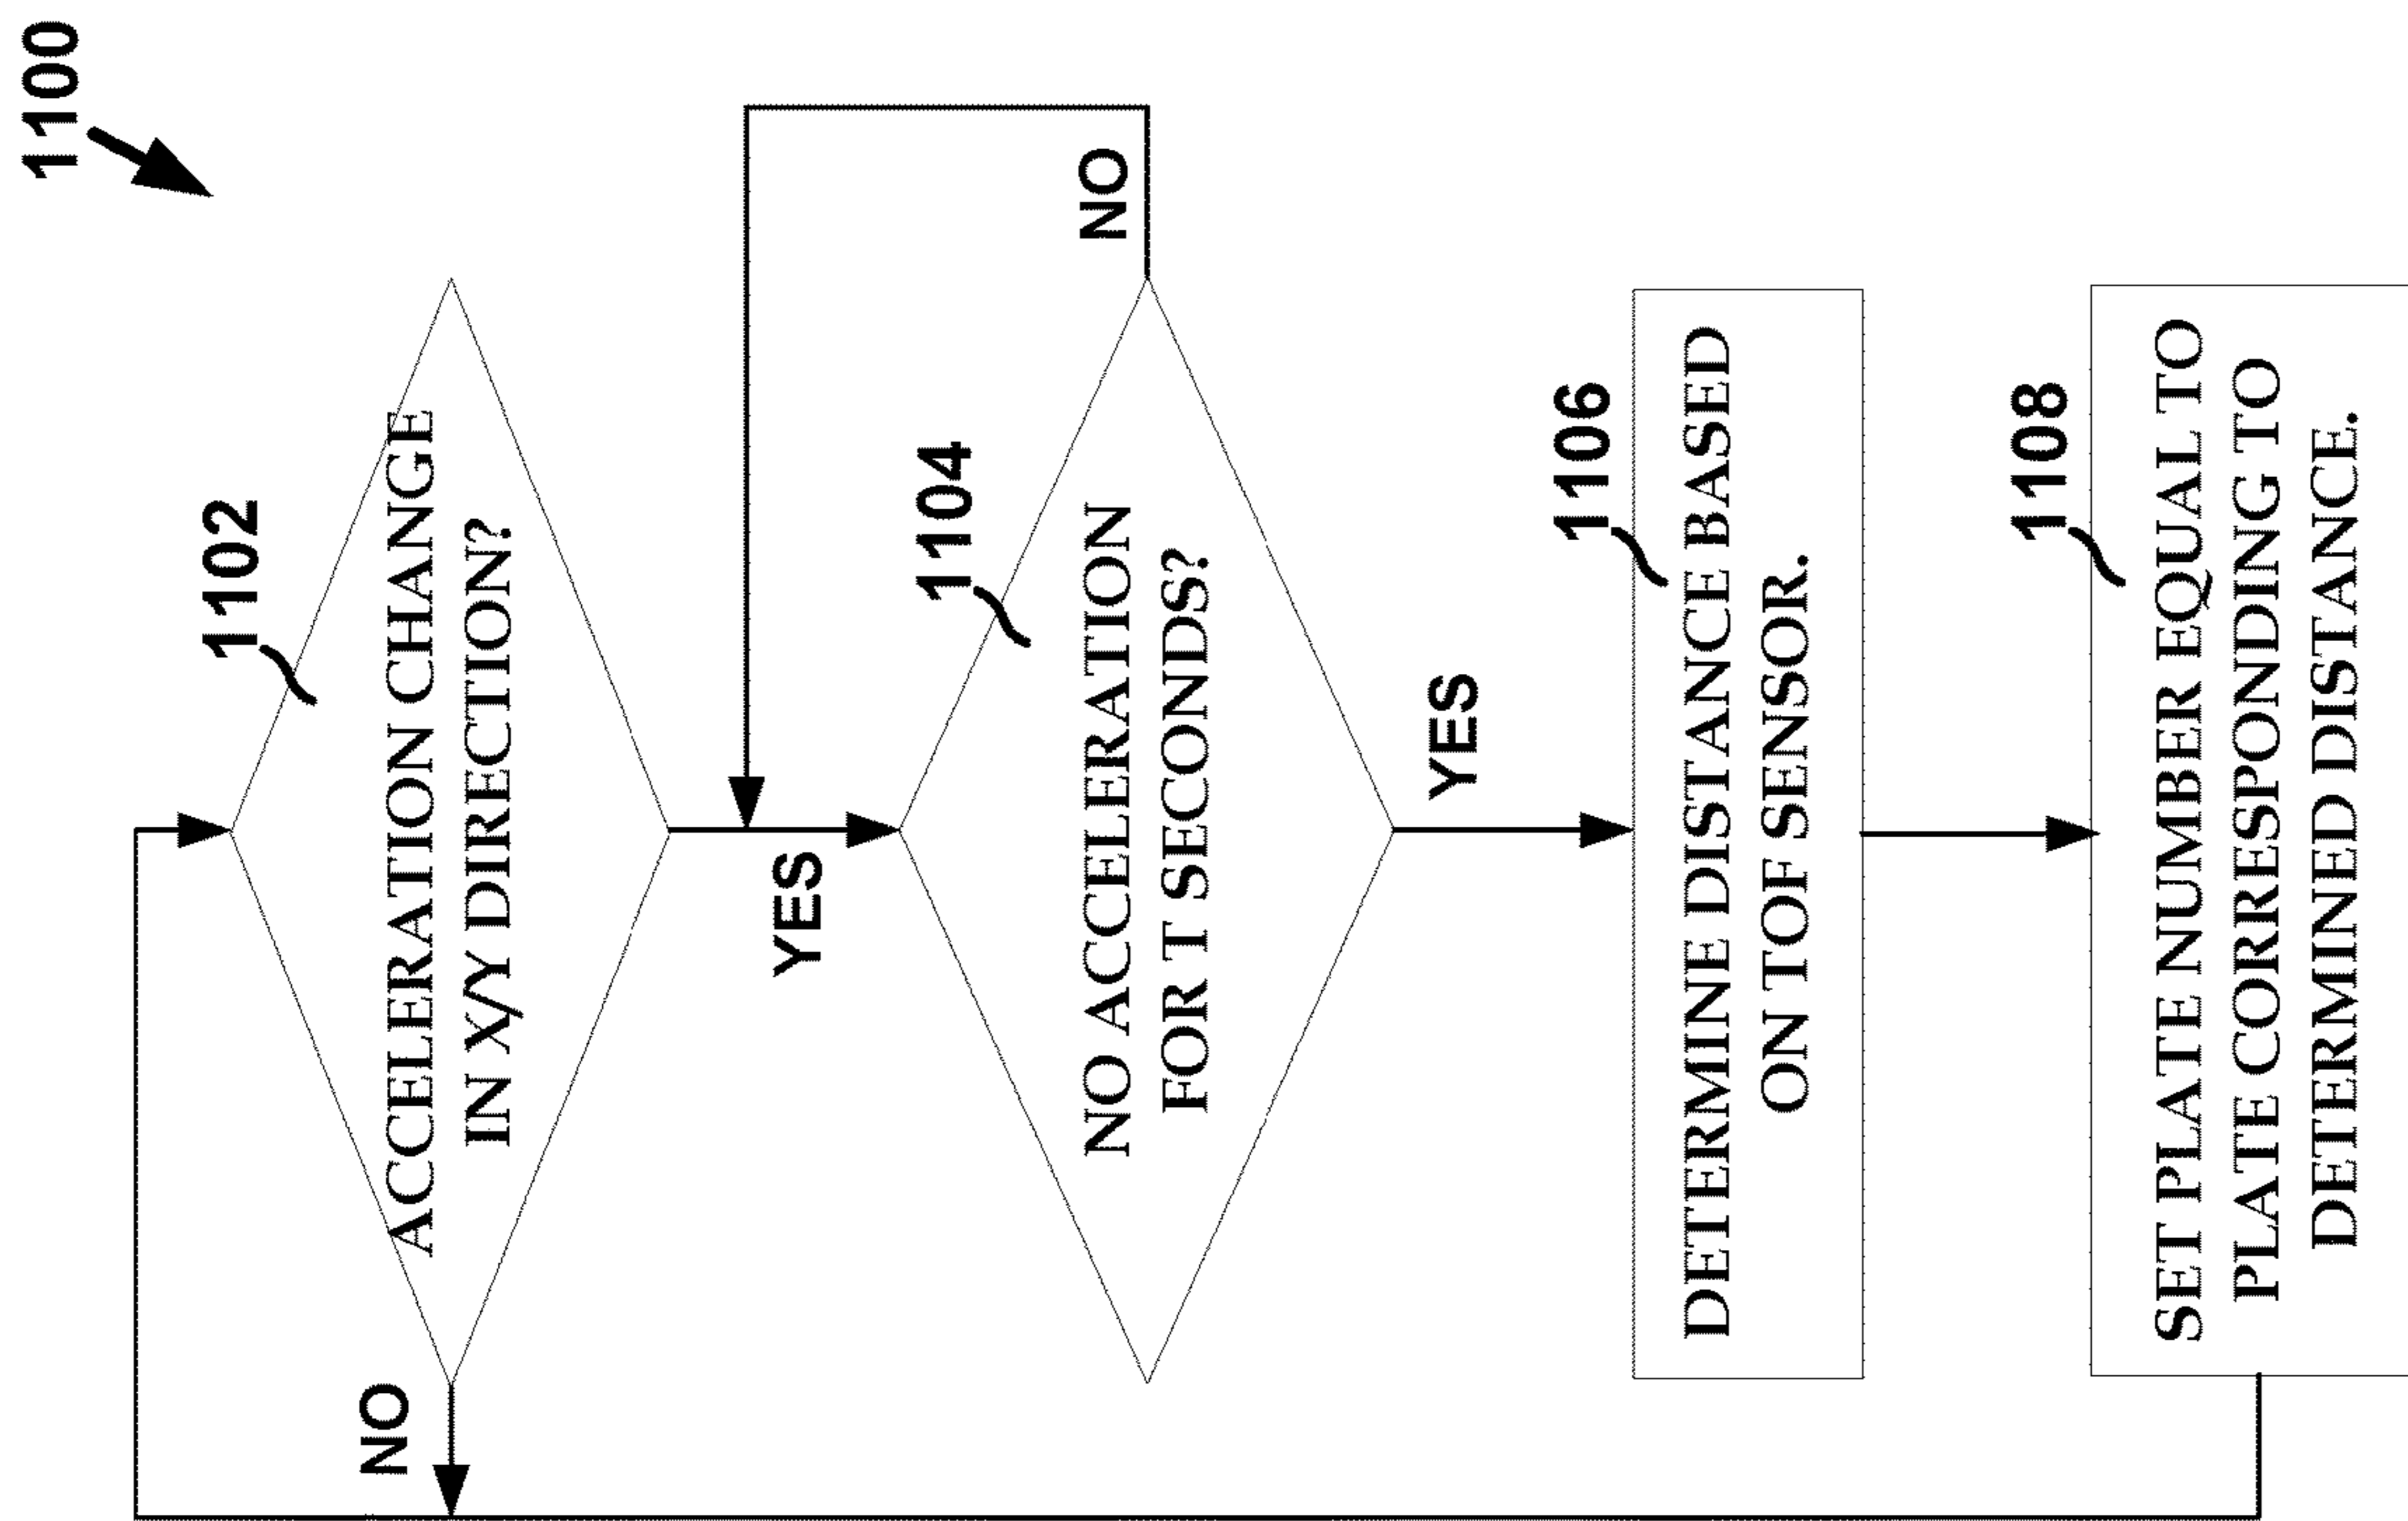 1100
1102
ACCELERATION CHANGE
IN X/Y DIRECTION?
NO
YES
1104
NO ACCELERATION
FOR T SECONDS?
NO
YES
1106
DETERMINE DISTANCE BASED
ON TOF SENSOR.
1108
SET PLATE NUMBER EQUAL TO
PLATE CORRESPONDING TO
DETERMINED DISTANCE.